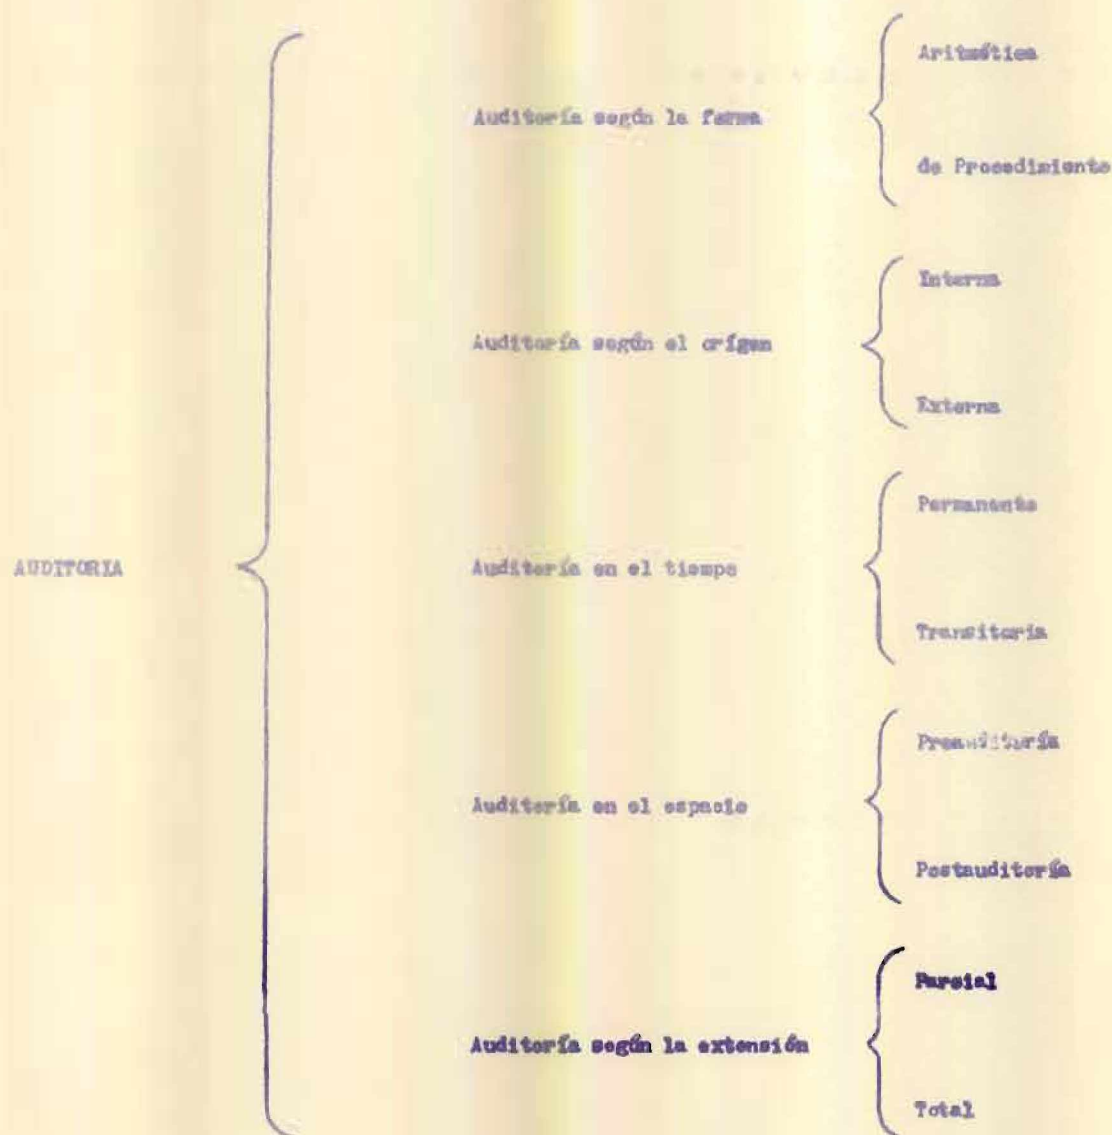 Aritmética
Auditoría según la forma
de Procedimiento
Interna
Auditoría según el orígen
Externa
Permanente
AUDITORIA
Auditoría en el tiempo
Transitoria
Preauditoría
Auditoría en el espacio
Postauditoría
Parcial
Auditoría según la extensión
Total